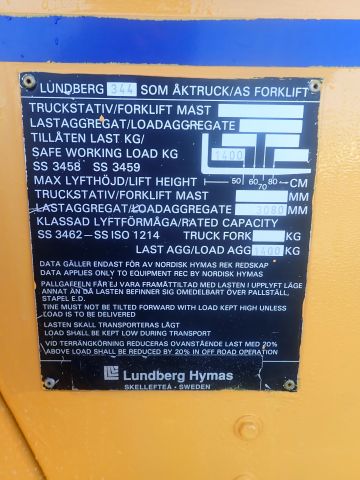 LUNDBERG 344 SOM ÅKTRUCK/AS FORKLIFT
TRUCKSTATIV/FORKLIFT MAST
LASTAGGREGAT/LOADAGGREGATE
TILLÅTEN LAST KG/
SAFE WORKING LOAD KG 1400
SS 3458 SS 3459
MAX LYFTHÖJD/LIFT HEIGHT 50 60 70 80 CM
TRUCKSTATIV/FORKLIFT MAST MM
LASTAGGREGAT/LOADAGGREGATE 3080 MM
KLASSAD LYFTFÖRMÅGA/RATED CAPACITY
SS 3462-SS ISO 1214 TRUCK FORK KG
LAST AGG/LOAD AGG 1400 KG
DATA GÄLLER ENDAST FÖR AV NORDISK HYMAS REK REDSKAP
DATA APPLIES ONLY TO EQUIPMENT REC BY NORDISK HYMAS
PALLGAFFELN FÅR EJ VARA FRAMÅTTILTAD MED LASTEN I UPPLYFT LÄGE
ANNAT ÄN DÅ LASTEN BEFINNER SIG OMEDELBART ÖVER PALLSTÄLL,
STAPEL E.D.
TINE MUST NOT BE TILTED FORWARD WITH LOAD KEPT HIGH UNLESS
LOAD IS TO BE DELIVERED
LASTEN SKALL TRANSPORTERAS LÅGT
LOAD SHALL BE KEPT LOW DURING TRANSPORT
VID TERRÄNGKÖRNING REDUCERAS OVANSTÅENDE LAST MED 20%
ABOVE LOAD SHALL BE REDUCED BY 20% IN OFF ROAD OPERATION
Lundberg Hymas
SKELLEFTEÅ - SWEDEN